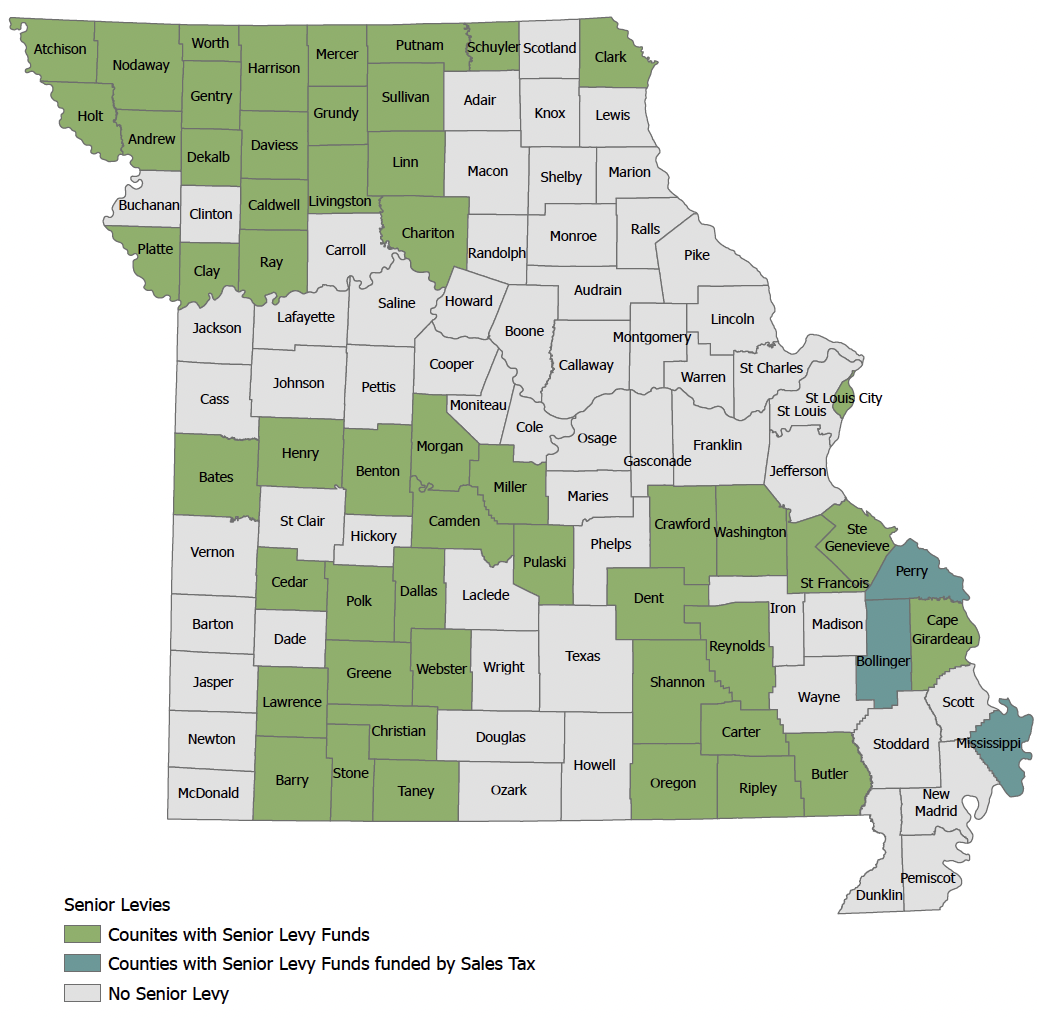 Atchison
Nodaway
Worth
Harrison
Mercer
Putnam
Schuyler
Scotland
Clark
Holt
Gentry
Grundy
Sullivan
Adair
Knox
Lewis
Andrew
Dekalb
Daviess
Linn
Macon
Shelby
Marion
Buchanan
Clinton
Caldwell
Livingston
Chariton
Randolph
Monroe
Ralls
Pike
Platte
Clay
Ray
Carroll
Saline
Howard
Boone
Audrain
Jackson
Lafayette
Cooper
Callaway
Montgomery
Lincoln
Warren
St Charles
St Louis City
St Louis
Cass
Johnson
Pettis
Moniteau
Cole
Osage
Gasconade
Franklin
Jefferson
Bates
Henry
Benton
Morgan
Miller
Maries
Crawford
Washington
Ste
Genevieve
St Francois
Perry
Vernon
St Clair
Hickory
Camden
Pulaski
Phelps
Cedar
Polk
Dallas
Laclede
Dent
Iron
Madison
Cape
Girardeau
Bollinger
Barton
Dade
Greene
Webster
Wright
Texas
Reynolds
Shannon
Wayne
Scott
Jasper
Lawrence
Christian
Douglas
Carter
Stoddard
Mississippi
Newton
Barry
Stone
Taney
Ozark
Howell
Oregon
Ripley
Butler
McDonald
New
Madrid
Pemiscot
Dunklin
Senior Levies
Counites with Senior Levy Funds
Counties with Senior Levy Funds funded by Sales Tax
No Senior Levy